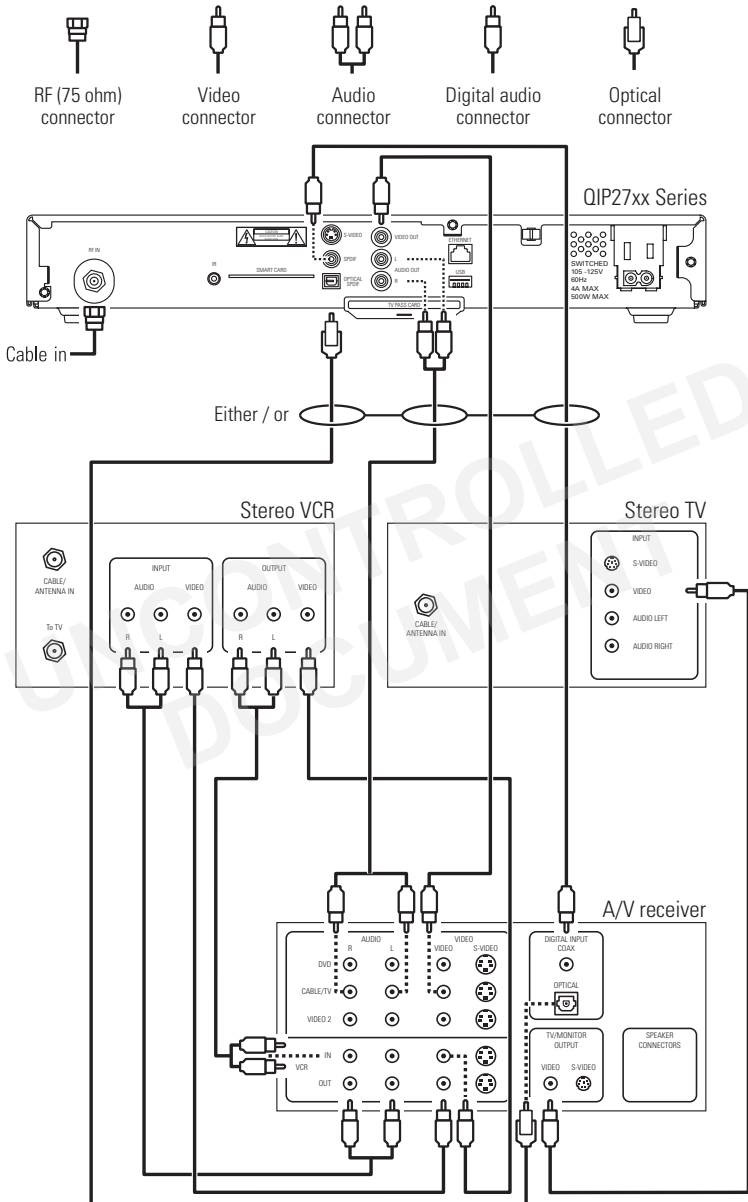 RF (75 ohm)
connector
Video
connector
Audio
connector
Digital audio
connector
Optical
connector
QIP27xx Series
RF IN
IR
SMART CARD
CAUTION
S-VIDEO
SPDIF
OPTICAL
SPDIF
VIDEO OUT
L
AUDIO OUT
R
ETHERNET
USB
TV PASS CARD
SWITCHED
105 -125V
60Hz
4A MAX
500W MAX
Cable in
Either / or
Stereo VCR
CABLE/
ANTENNA IN
To TV
INPUT
AUDIO
VIDEO
R
L
OUTPUT
AUDIO
VIDEO
R
L
Stereo TV
CABLE/
ANTENNA IN
INPUT
S-VIDEO
VIDEO
AUDIO LEFT
AUDIO RIGHT
UNCONTROLLED
DOCUMENT
A/V receiver
AUDIO
R
L
VIDEO
VIDEO
S-VIDEO
DVD
CABLE/TV
VIDEO 2
IN
VCR
OUT
DIGITAL INPUT
COAX
OPTICAL
TV/MONITOR
OUTPUT
VIDEO
S-VIDEO
SPEAKER
CONNECTORS